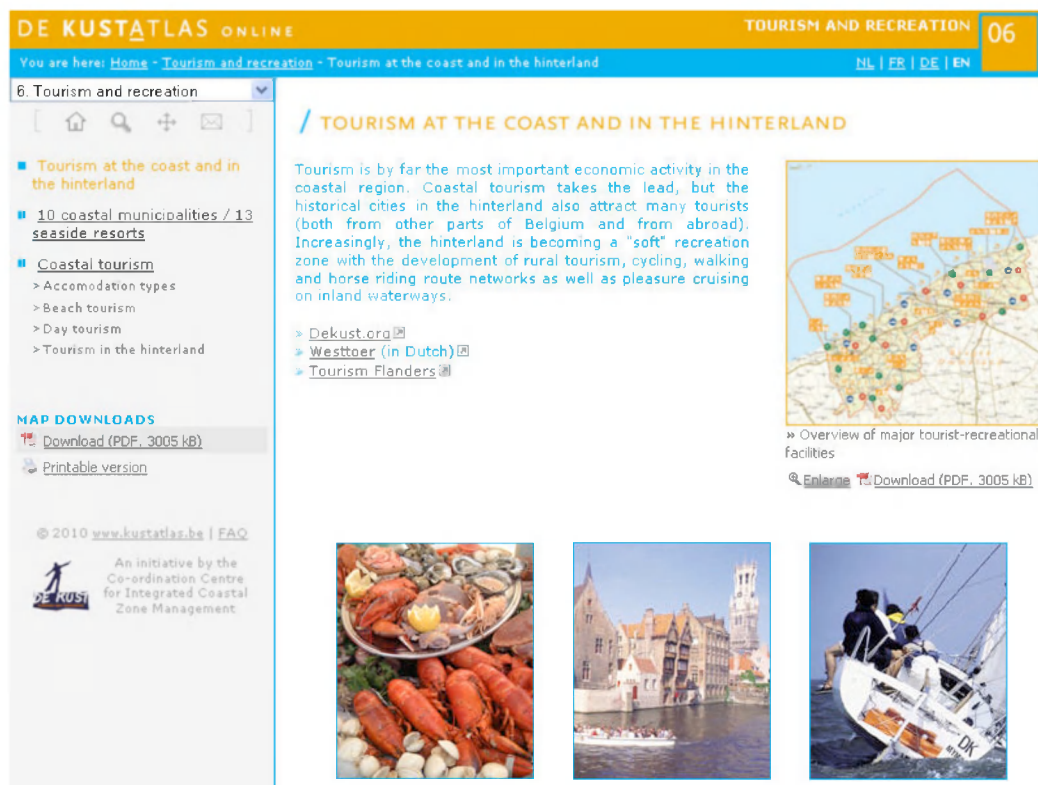 DE KUSTATLAS ONLINE
TOURISM AND RECREATION
06
You are here: Home - Tourism and recreation - Tourism at the coast and in the hinterland
NL | FR | DE | EN
6. Tourism and recreation
Tourism at the coast and in
the hinterland
10 coastal municipalities / 13
seaside resorts
Coastal tourism
> Accomodation types
> Beach tourism
> Day tourism
> Tourism in the hinterland
MAP DOWNLOADS
Download (PDF, 3005 kB)
Printable version
© 2010 www.kustatlas.be | FAQ
DE KUST
An initiative by the
Co-ordination Centre
for Integrated Coastal
Zone Management
/ TOURISM AT THE COAST AND IN THE HINTERLAND
Tourism is by far the most important economic activity in the
coastal region. Coastal tourism takes the lead, but the
historical cities in the hinterland also attract many tourists
(both from other parts of Belgium and from abroad).
Increasingly, the hinterland is becoming a "soft" recreation
zone with the development of rural tourism, cycling, walking
and horse riding route networks as well as pleasure cruising
on inland waterways.
» Dekust.org
» Westtoer (in Dutch)
» Tourism Flanders
» Overview of major tourist-recreational
facilities
Enlarge Download (PDF, 3005 kB)
DK